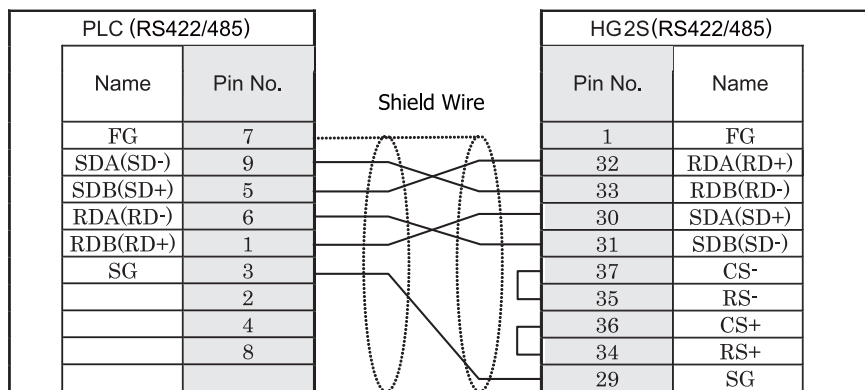 PLC (RS422/485)
HG2S(RS422/485)
Name Pin No. Shield Wire Pin No. Name
FG 7 1 FG
SDA(SD-) 9 32 RDA(RD+)
SDB(SD+) 5 33 RDB(RD-)
RDA(RD-) 6 30 SDA(SD+)
RDB(RD+) 1 31 SDB(SD-)
SG 3 37 CS-
2 35 RS-
4 36 CS+
8 34 RS+
29 SG